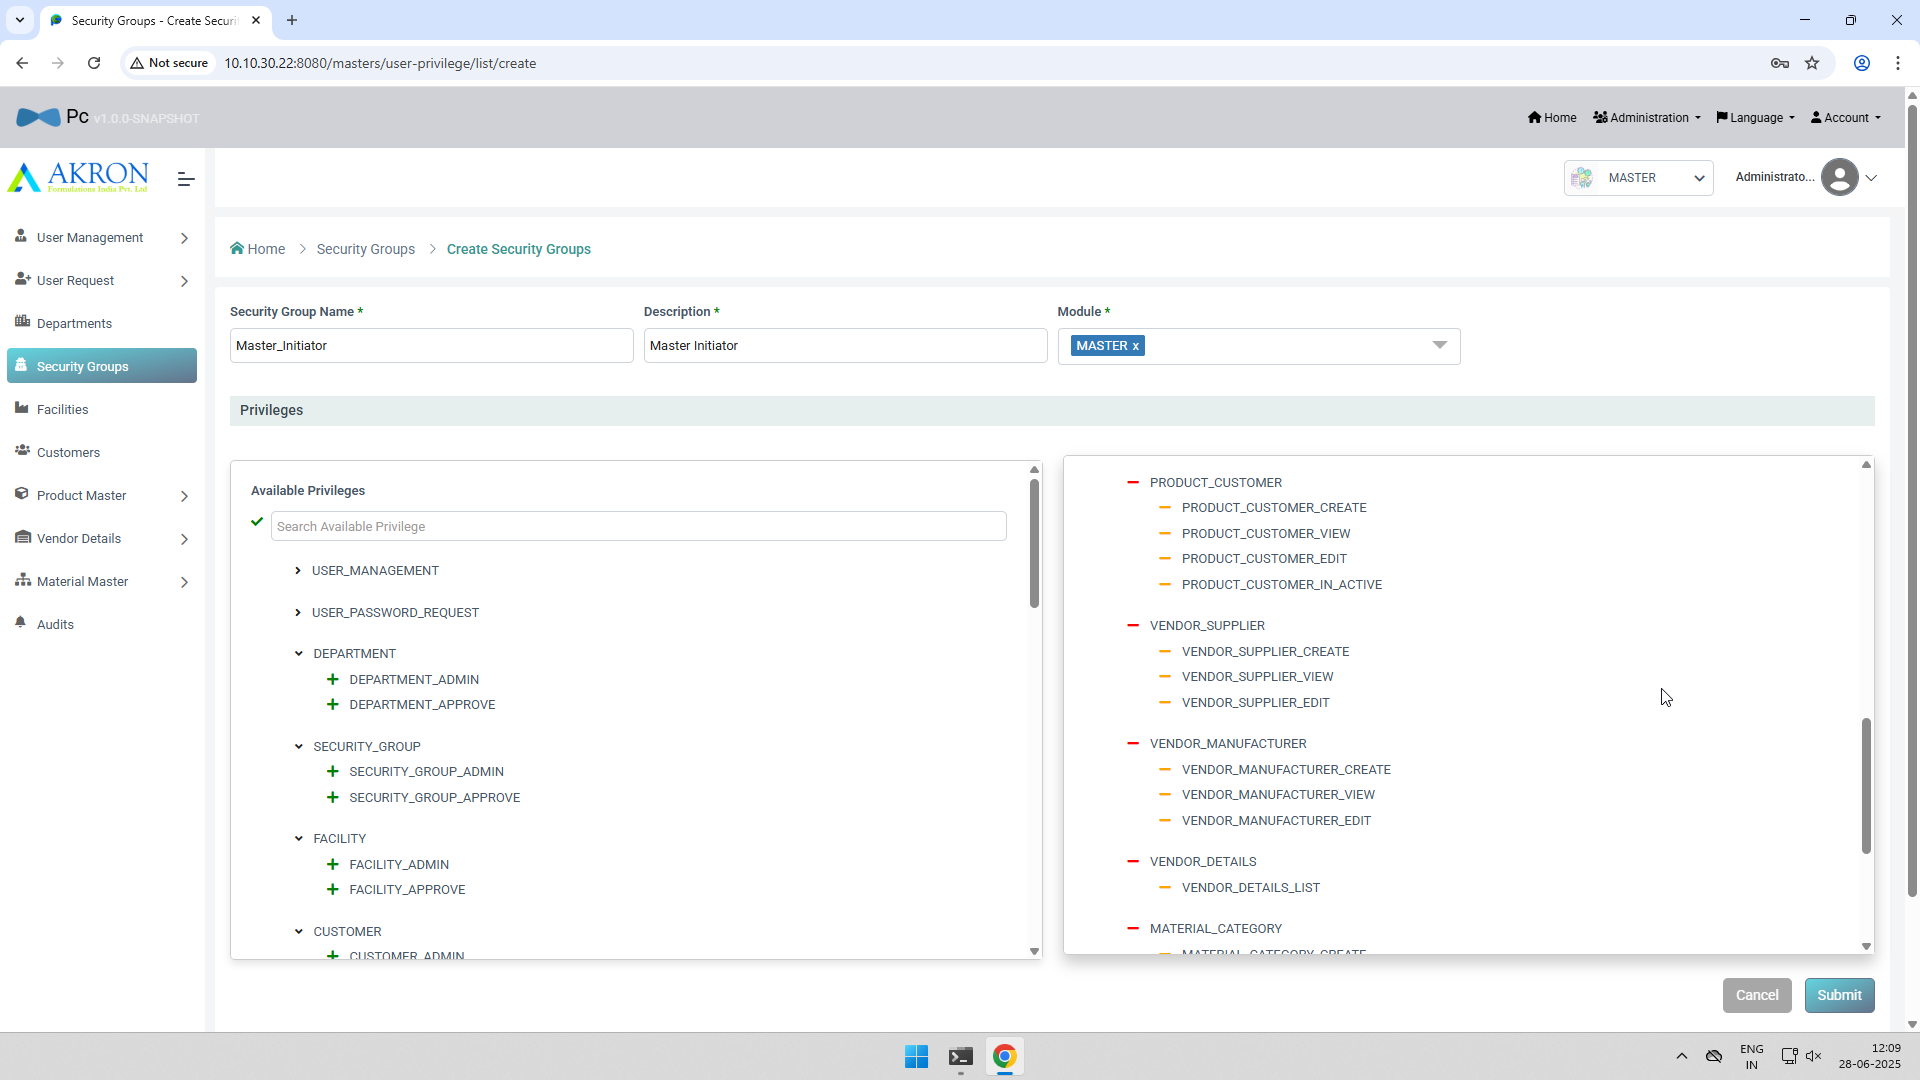 Security Groups - Create Securi
Not secure
10.10.30.22:8080/masters/user-privilege/list/create
Pc v1.0.0-SNAPSHOT
Home
Administration
Language
Account
AKRON
Formulations India Pvt. Ltd
MASTER
Administrato...
User Management
User Request
Departments
Security Groups
Facilities
Customers
Product Master
Vendor Details
Material Master
Audits
Home
Security Groups
Create Security Groups
Security Group Name *
Description *
Module *
Master_Initiator
Master Initiator
MASTER x
Privileges
Available Privileges
Search Available Privilege
USER_MANAGEMENT
USER_PASSWORD_REQUEST
DEPARTMENT
DEPARTMENT_ADMIN
DEPARTMENT_APPROVE
SECURITY_GROUP
SECURITY_GROUP_ADMIN
SECURITY_GROUP_APPROVE
FACILITY
FACILITY_ADMIN
FACILITY_APPROVE
CUSTOMER
CUSTOMER_ADMIN
PRODUCT_CUSTOMER
PRODUCT_CUSTOMER_CREATE
PRODUCT_CUSTOMER_VIEW
PRODUCT_CUSTOMER_EDIT
PRODUCT_CUSTOMER_IN_ACTIVE
VENDOR_SUPPLIER
VENDOR_SUPPLIER_CREATE
VENDOR_SUPPLIER_VIEW
VENDOR_SUPPLIER_EDIT
VENDOR_MANUFACTURER
VENDOR_MANUFACTURER_CREATE
VENDOR_MANUFACTURER_VIEW
VENDOR_MANUFACTURER_EDIT
VENDOR_DETAILS
VENDOR_DETAILS_LIST
MATERIAL_CATEGORY
MATERIAL_CATEGORY_CREATE
Cancel
Submit
ENG
IN
12:09
28-06-2025